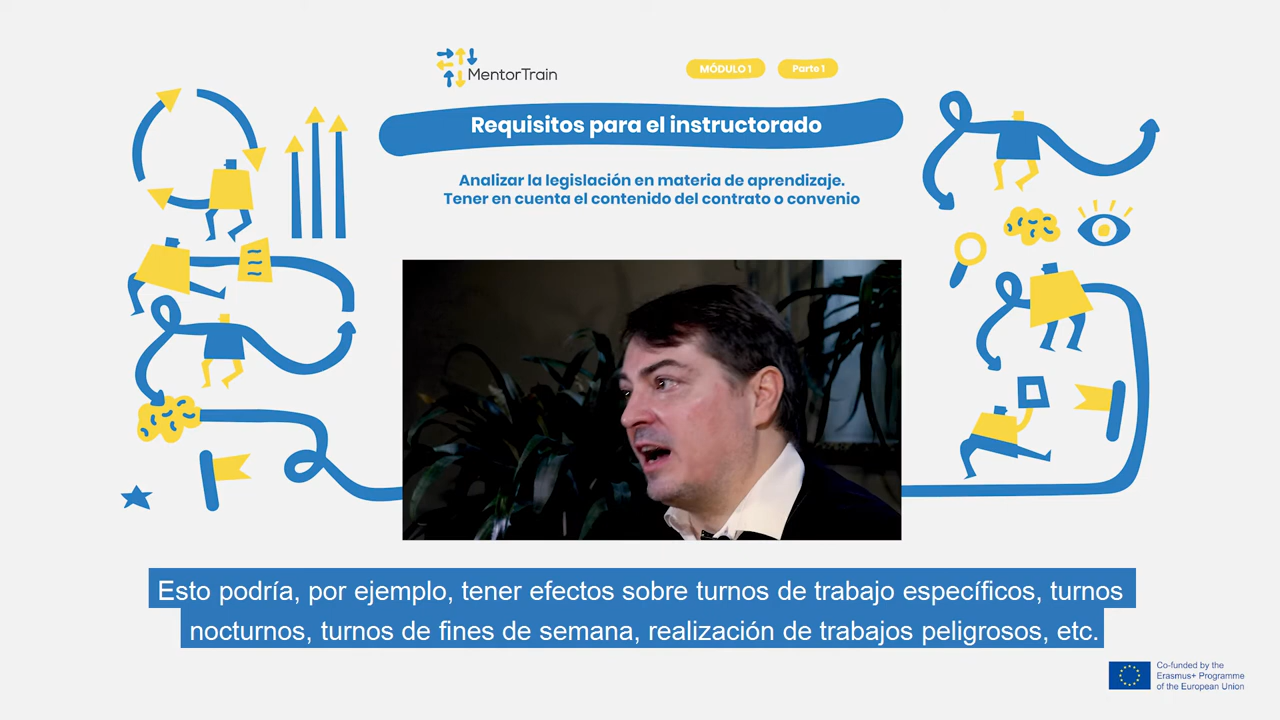 MentorTrain
MÓDULO 1
Parte 1
Requisitos para el instructorado
Analizar la legislación en materia de aprendizaje.
Tener en cuenta el contenido del contrato o convenio
Esto podría, por ejemplo, tener efectos sobre turnos de trabajo específicos, turnos
nocturnos, turnos de fines de semana, realización de trabajos peligrosos, etc.
Co-funded by the
Erasmus+ Programme
of the European Union